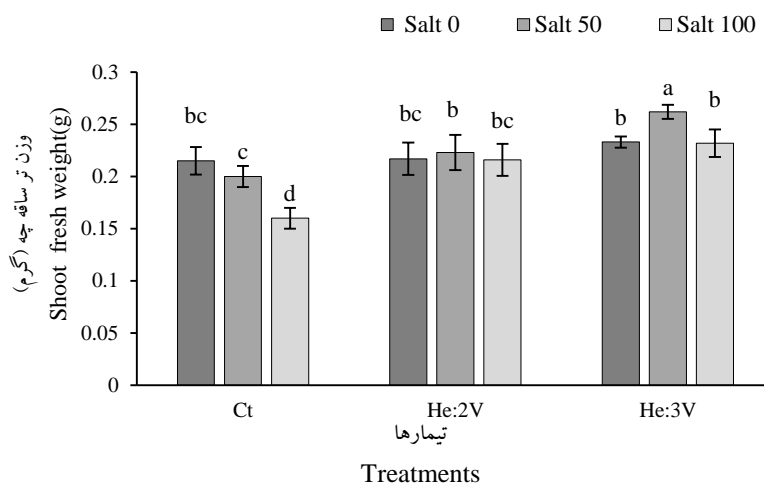 Salt 0 Salt 50 Salt 100
0.3
0.25
0.2
0.15
0.1
0.05
0
وزن تر ساقه چه (گرم)
Shoot fresh weight(g)
bc c d bc b bc b a b
Ct He:2V He:3V
تیمارها
Treatments